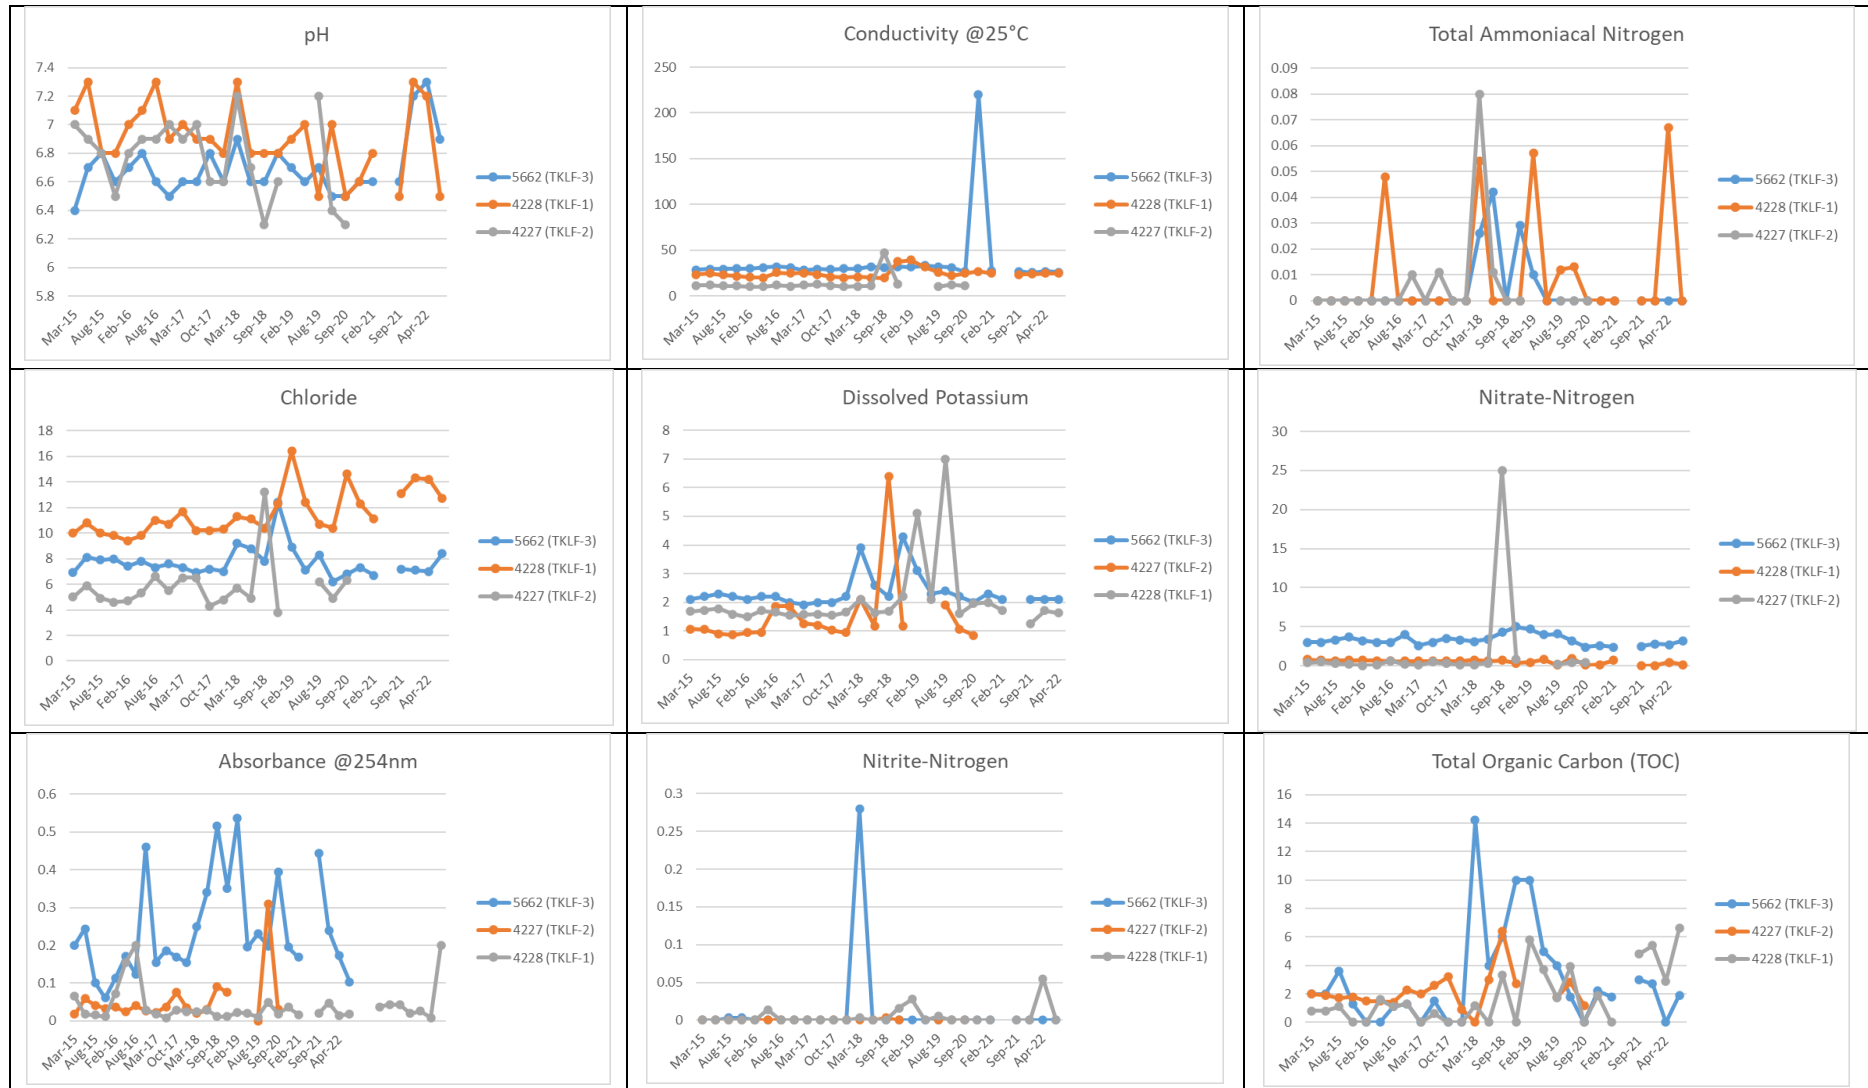 pH
7.4
7.2
7
6.8
6.6
6.4
6.2
6
5.8
Mar-15
Aug-15
Feb-16
Aug-16
Mar-17
Oct-17
Mar-18
Sep-18
Feb-19
Aug-19
Sep-20
Feb-21
Sep-21
Apr-22
5662 (TKLF-3)
4228 (TKLF-1)
4227 (TKLF-2)
Conductivity @25°C
250
200
150
100
50
0
Mar-15
Aug-15
Feb-16
Aug-16
Mar-17
Oct-17
Mar-18
Sep-18
Feb-19
Aug-19
Sep-20
Feb-21
Sep-21
Apr-22
5662 (TKLF-3)
4228 (TKLF-1)
4227 (TKLF-2)
Total Ammoniacal Nitrogen
0.09
0.08
0.07
0.06
0.05
0.04
0.03
0.02
0.01
0
Mar-15
Aug-15
Feb-16
Aug-16
Mar-17
Oct-17
Mar-18
Sep-18
Feb-19
Aug-19
Sep-20
Feb-21
Sep-21
Apr-22
5662 (TKLF-3)
4228 (TKLF-1)
4227 (TKLF-2)
Chloride
18
16
14
12
10
8
6
4
2
0
Mar-15
Aug-15
Feb-16
Aug-16
Mar-17
Oct-17
Mar-18
Sep-18
Feb-19
Aug-19
Sep-20
Feb-21
Sep-21
Apr-22
5662 (TKLF-3)
4228 (TKLF-1)
4227 (TKLF-2)
Dissolved Potassium
8
7
6
5
4
3
2
1
0
Mar-15
Aug-15
Feb-16
Aug-16
Mar-17
Oct-17
Mar-18
Sep-18
Feb-19
Aug-19
Sep-20
Feb-21
Sep-21
Apr-22
5662 (TKLF-3)
4227 (TKLF-2)
4228 (TKLF-1)
Nitrate-Nitrogen
30
25
20
15
10
5
0
Mar-15
Aug-15
Feb-16
Aug-16
Mar-17
Oct-17
Mar-18
Sep-18
Feb-19
Aug-19
Sep-20
Feb-21
Sep-21
Apr-22
5662 (TKLF-3)
4228 (TKLF-1)
4227 (TKLF-2)
Absorbance @254nm
0.6
0.5
0.4
0.3
0.2
0.1
0
Mar-15
Aug-15
Feb-16
Aug-16
Mar-17
Oct-17
Mar-18
Sep-18
Feb-19
Aug-19
Sep-20
Feb-21
Sep-21
Apr-22
5662 (TKLF-3)
4227 (TKLF-2)
4228 (TKLF-1)
Nitrite-Nitrogen
0.3
0.25
0.2
0.15
0.1
0.05
0
Mar-15
Aug-15
Feb-16
Aug-16
Mar-17
Oct-17
Mar-18
Sep-18
Feb-19
Aug-19
Sep-20
Feb-21
Sep-21
Apr-22
5662 (TKLF-3)
4227 (TKLF-2)
4228 (TKLF-1)
Total Organic Carbon (TOC)
16
14
12
10
8
6
4
2
0
Mar-15
Aug-15
Feb-16
Aug-16
Mar-17
Oct-17
Mar-18
Sep-18
Feb-19
Aug-19
Sep-20
Feb-21
Sep-21
Apr-22
5662 (TKLF-3)
4227 (TKLF-2)
4228 (TKLF-1)